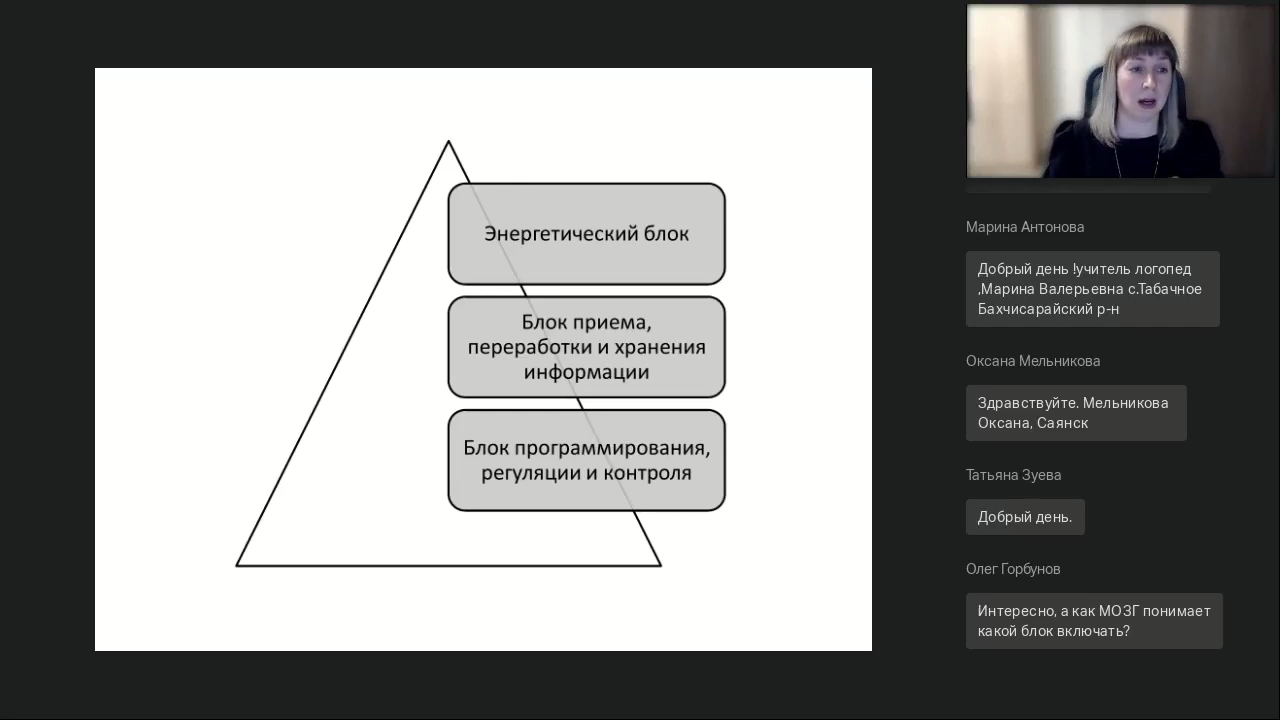 Энергетический блок
Блок приема,
переработки и хранения
информации
Блок программирования,
регуляции и контроля
Марина Антонова
Добрый день !учитель логопед
,Марина Валерьевна с.Табачное
Бахчисарайский р-н
Оксана Мельникова
Здравствуйте. Мельникова
Оксана, Саянск
Татьяна Зуева
Добрый день.
Олег Горбунов
Интересно, а как МОЗГ понимает
какой блок включать?